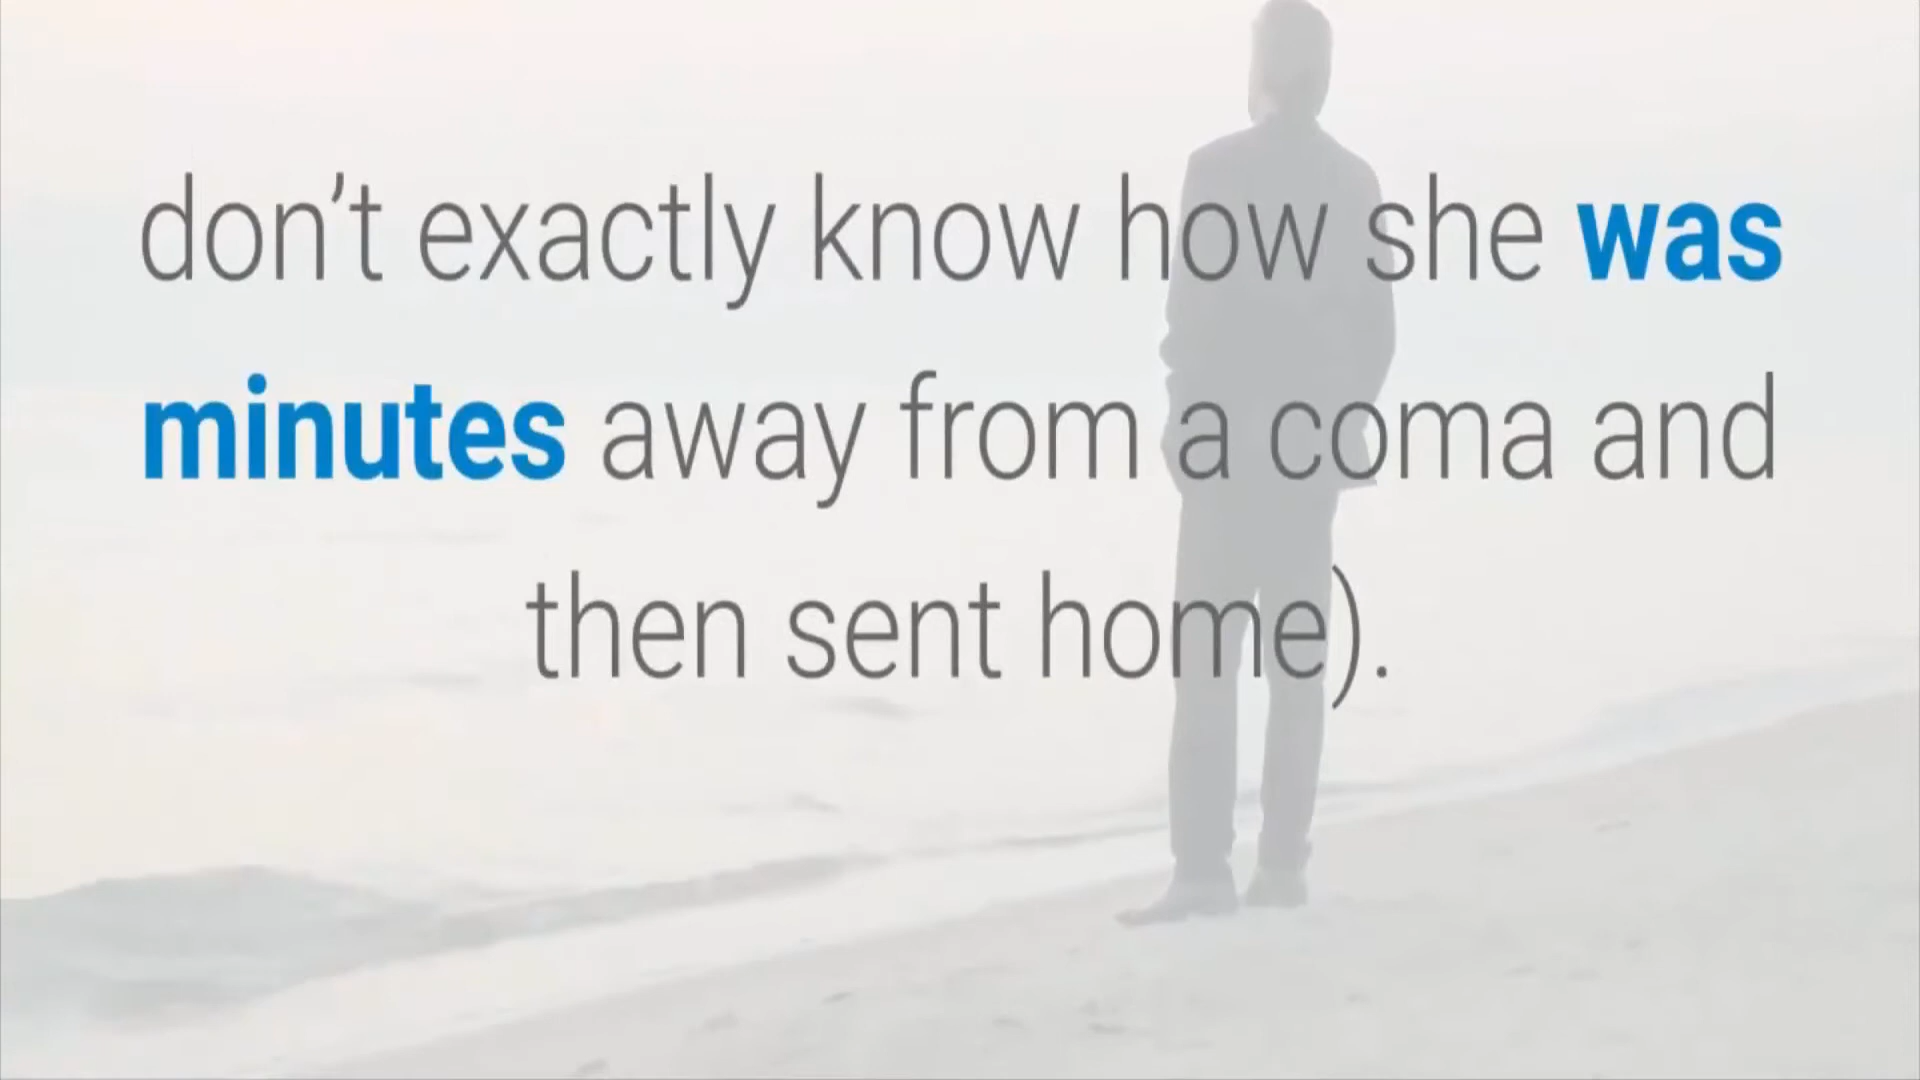 don’t exactly know how she was
minutes away from a coma and
then sent home).